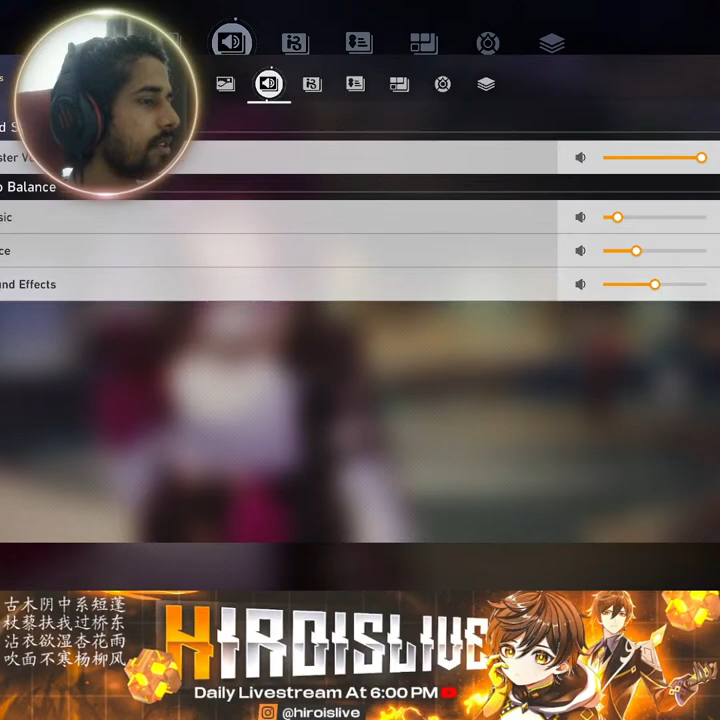 s
d S
ster V
o Balance
sic
ce
und Effects
古木阴中系短蓬
杖藜扶我过桥东
沾衣欲湿杏花雨
吹面不寒杨柳风
HIROISLIVE
Daily Livestream At 6:00 PM
@hiroislive